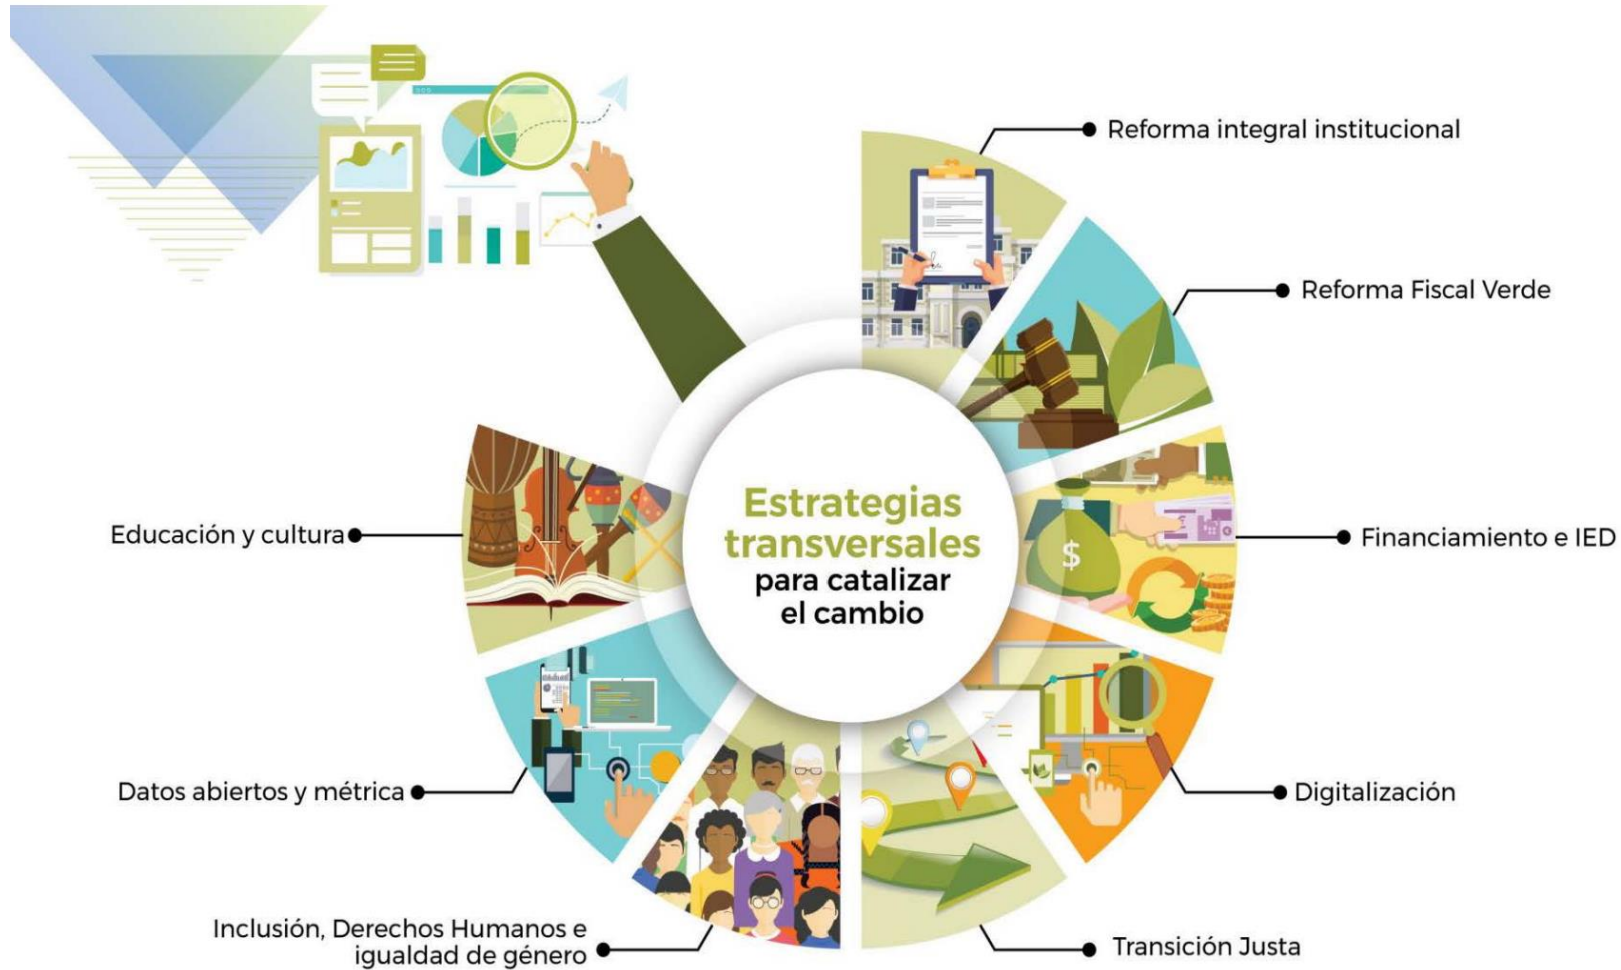 Reforma integral institucional
Reforma Fiscal Verde
Financiamiento e IED
Digitalización
Transición Justa
Inclusión, Derechos Humanos e
igualdad de género
Datos abiertos y métrica
Educación y cultura
Estrategias
transversales
para catalizar
el cambio
$